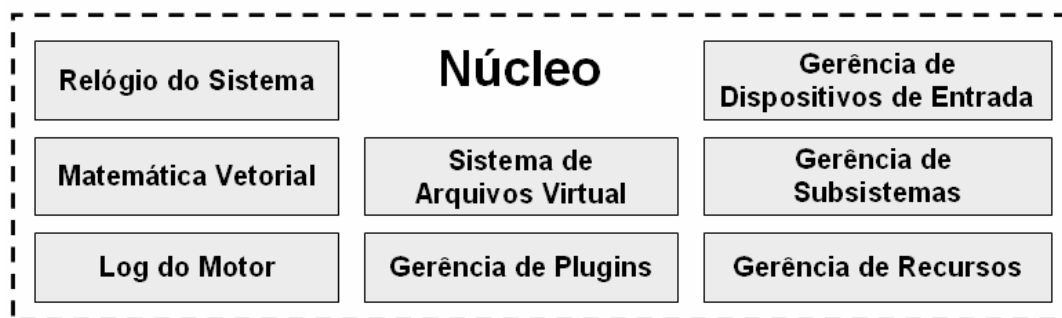 Núcleo
Relógio do Sistema
Gerência de
Dispositivos de Entrada
Matemática Vetorial
Sistema de
Arquivos Virtual
Gerência de
Subsistemas
Log do Motor
Gerência de Plugins
Gerência de Recursos